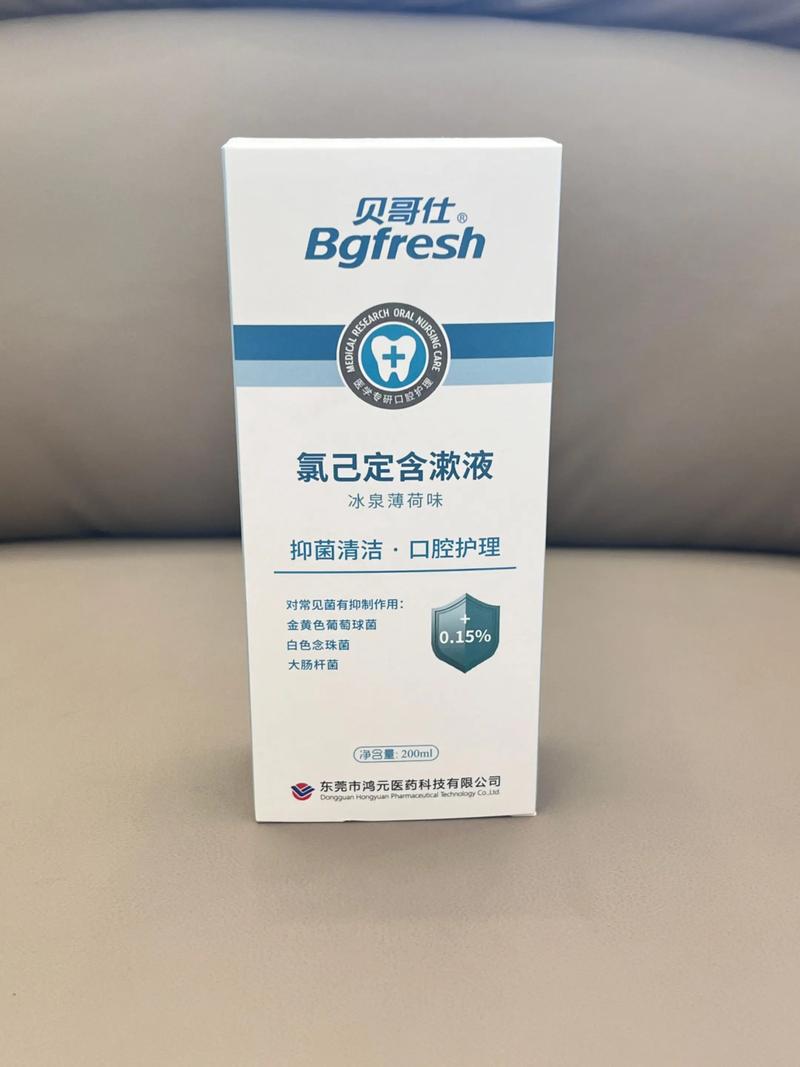 贝哥仕®
Bgfresh
MEDICAL RESEARCH ORAL NURSING CARE
医学专研口腔护理
氯己定含漱液
冰泉薄荷味
抑菌清洁·口腔护理
对常见菌有抑制作用：
金黄色葡萄球菌
白色念珠菌
大肠杆菌
+
0.15%
净含量: 200ml
东莞市鸿元医药科技有限公司
Dongguan Hongyuan Pharmaceutical Technology Co.,Ltd.